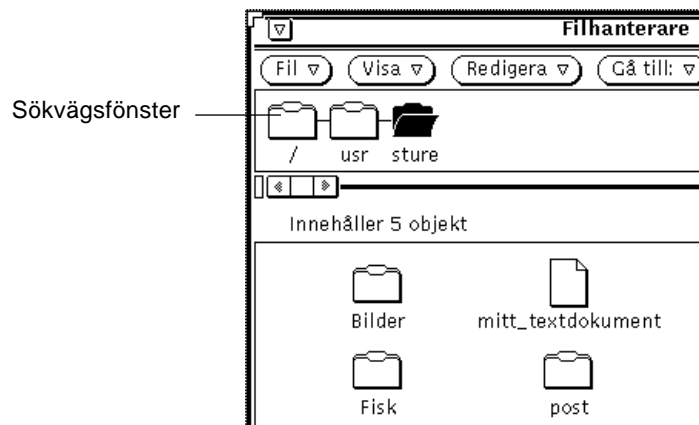 Filhanterare
Fil Visa Redigera Gå till:
Sökvägsfönster
/ usr sture
Innehåller 5 objekt
Bilder mitt_textdokument
Fisk post